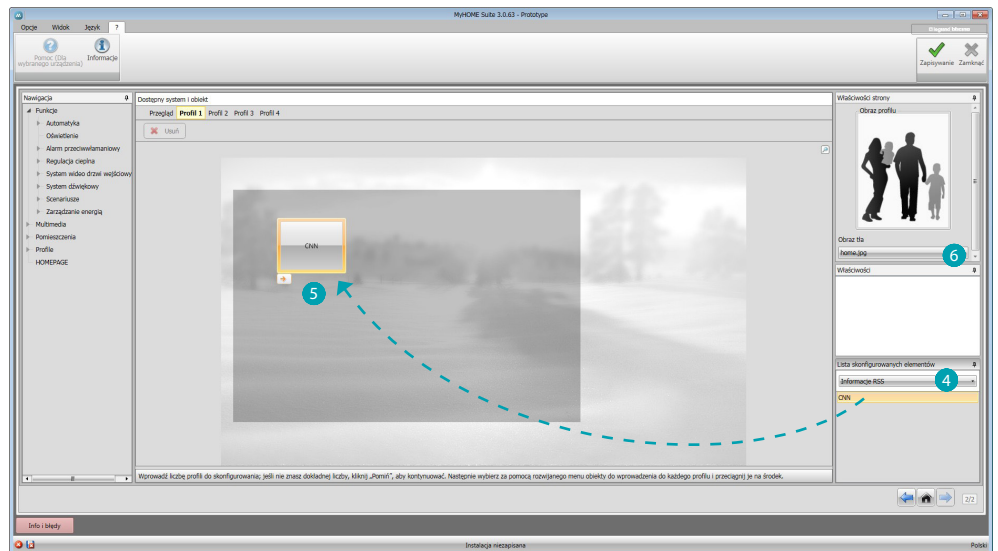 MyHOME Suite 3.0.63 - Prototype
Opcje Widok Język ?
Pomoc (Dla wybranego urządzenia)
Informacje
Zapisywanie Zamknąć
Nawigacja
Funkcje
Automatyka
Oświetlenie
Alarm przeciwwłamaniowy
Regulacja cieplna
System wideo drzwi wejściowy
System dźwiękowy
Scenariusze
Zarządzanie energią
Multimedia
Pomieszczenia
Profile
HOMEPAGE
Dostępny system i obiekt
Przegląd Profil 1 Profil 2 Profil 3 Profil 4
Usuń
CNN
5
Wprowadź liczbę profili do skonfigurowania; jeśli nie znasz dokładnej liczby, kliknij „Pomiń”, aby kontynuować. Następnie wybierz za pomocą rozwijanego menu obiekty do wprowadzenia do każdego profilu i przeciągnij je na środek.
Właściwości strony
Obraz profilu
Obraz tła
home.jpg
6
Właściwości
Lista skonfigurowanych elementów
Informacje RSS
4
CNN
2/2
Info i błędy
Instalacja niezapisana
Polski